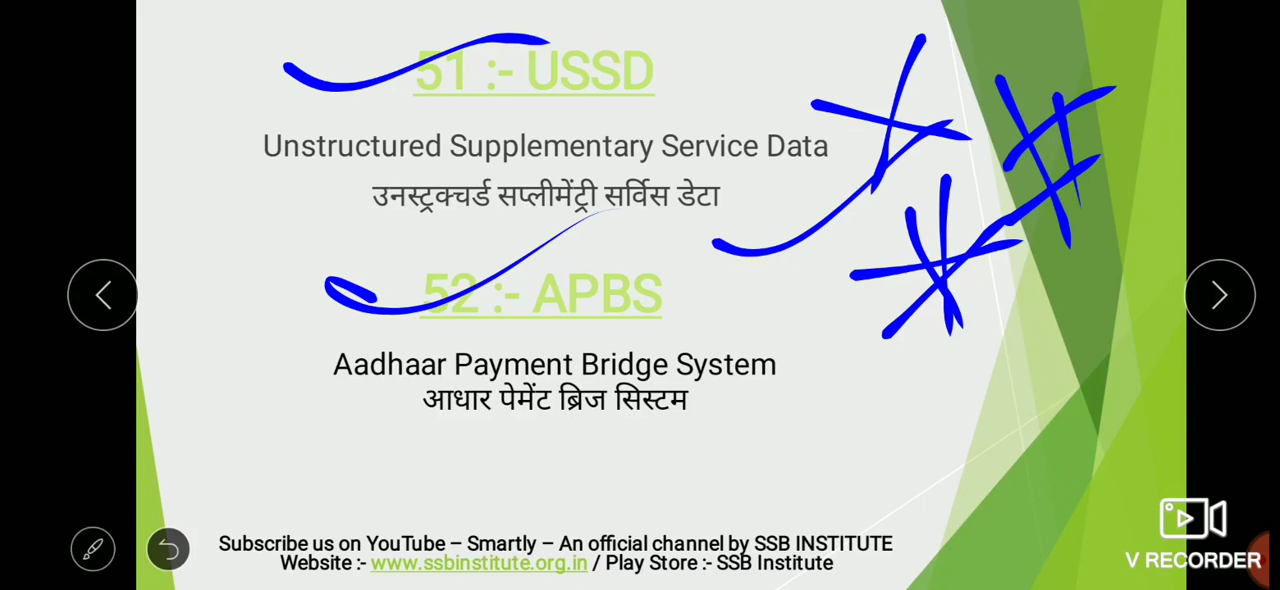 51 :- USSD
Unstructured Supplementary Service Data
उनस्ट्रक्चर्ड सप्लीमेंट्री सर्विस डेटा
52 :- APBS
Aadhaar Payment Bridge System
आधार पेमेंट ब्रिज सिस्टम
Subscribe us on YouTube – Smartly – An official channel by SSB INSTITUTE
Website :- www.ssbinstitute.org.in / Play Store :- SSB Institute
* #
*
V RECORDER